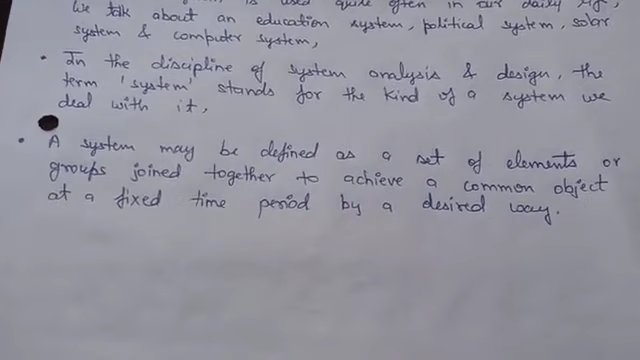 is used quite often in our daily life,
We talk about an education system, political system, solar
system & computer system,
• In the discipline of system analysis & design, the
term 'system' stands for the kind of a system we
deal with it,
• A system may be defined as a set of elements or
groups joined together to achieve a common object
at a fixed time period by a desired way.